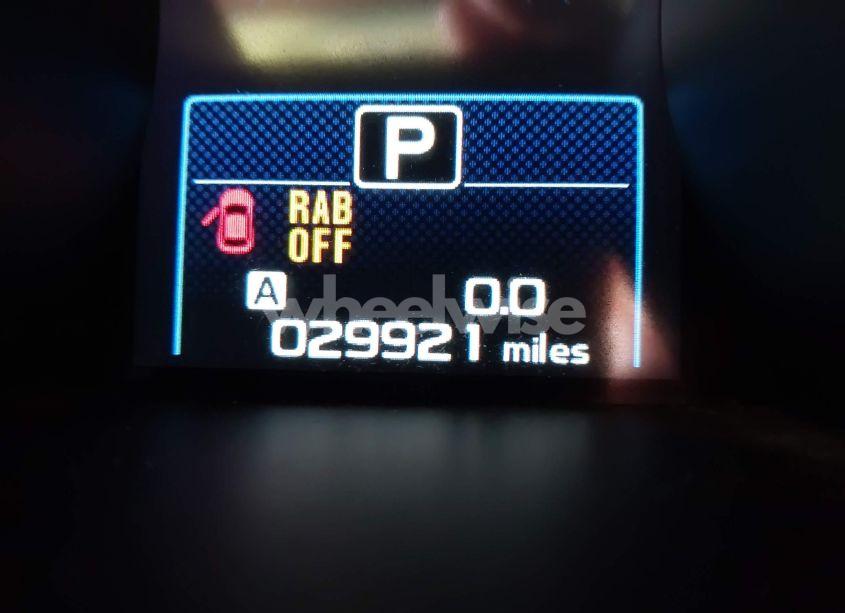 P
RAB
OFF
A 0.0
wheelwise
029921 miles